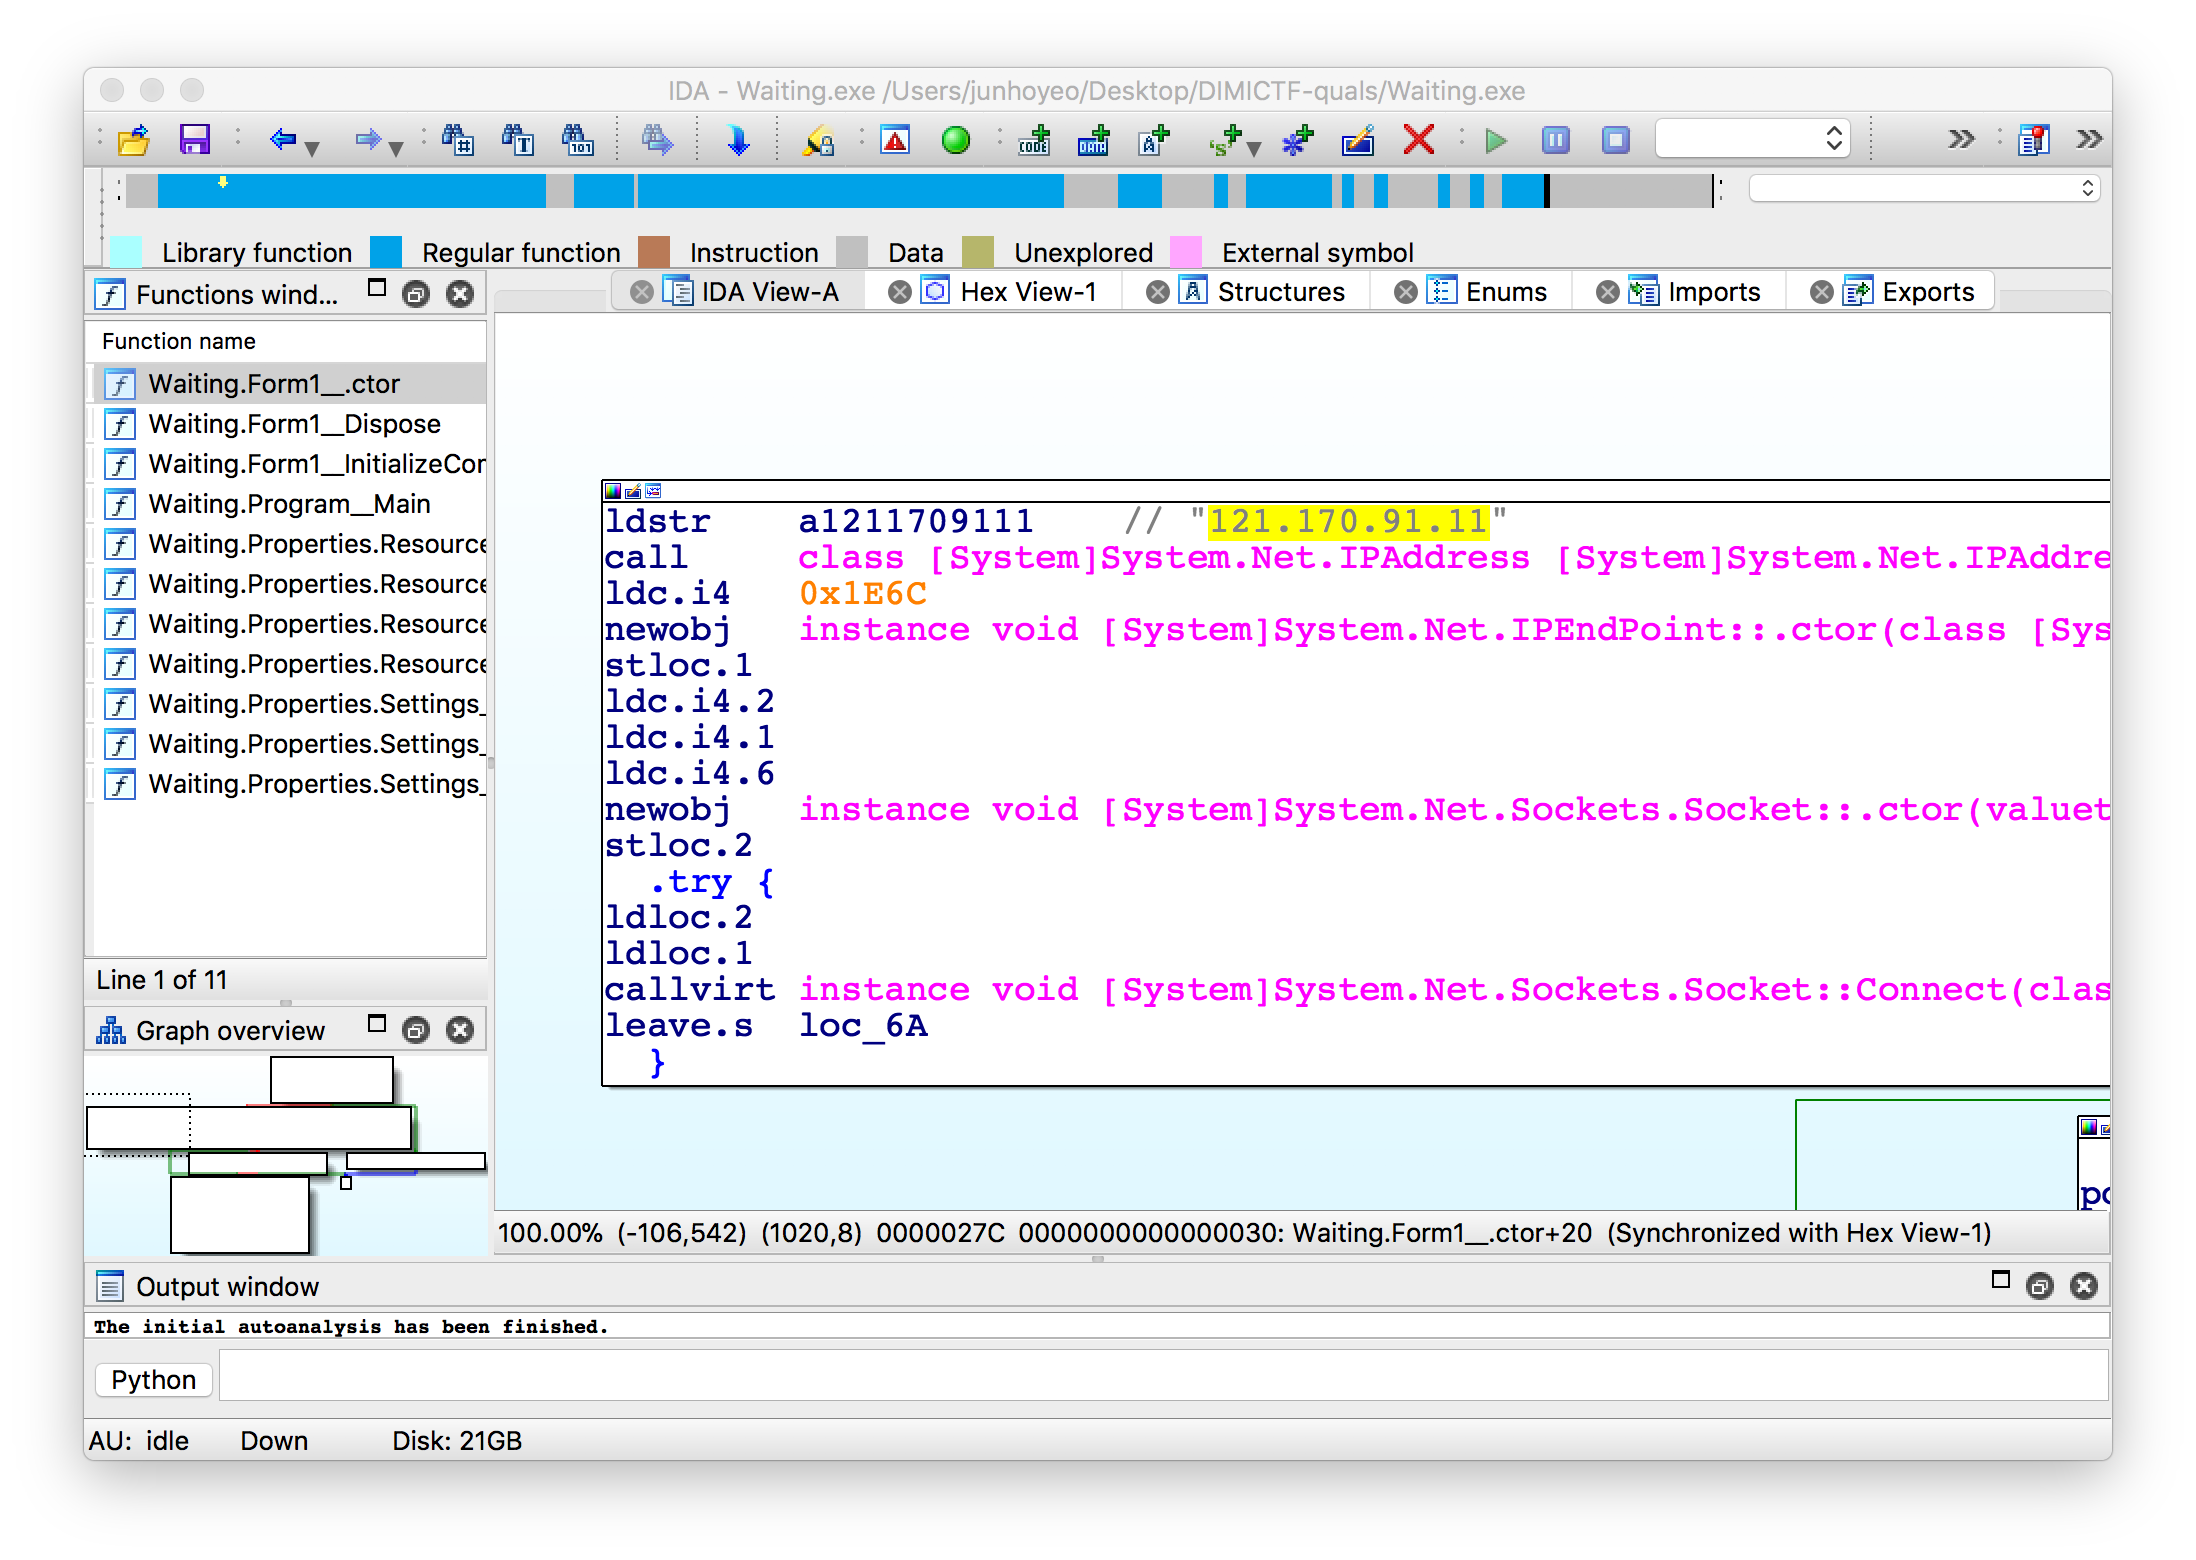 IDA - Waiting.exe /Users/junhoyeo/Desktop/DIMICTF-quals/Waiting.exe
Library function Regular function Instruction Data Unexplored External symbol
Functions wind...
IDA View-A Hex View-1 Structures Enums Imports Exports
Function name
Waiting.Form1__.ctor
Waiting.Form1__Dispose
Waiting.Form1__InitializeCor
Waiting.Program__Main
Waiting.Properties.Resource
Waiting.Properties.Resource
Waiting.Properties.Resource
Waiting.Properties.Resource
Waiting.Properties.Settings_
Waiting.Properties.Settings_
Waiting.Properties.Settings_
Line 1 of 11
Graph overview
ldstr a1211709111 // "121.170.91.11"
call class [System]System.Net.IPAddress [System]System.Net.IPAddre
ldc.i4 0x1E6C
newobj instance void [System]System.Net.IPEndPoint::.ctor(class [Sys
stloc.1
ldc.i4.2
ldc.i4.1
ldc.i4.6
newobj instance void [System]System.Net.Sockets.Socket::.ctor(valuet
stloc.2
.try {
ldloc.2
ldloc.1
callvirt instance void [System]System.Net.Sockets.Socket::Connect(clas
leave.s loc_6A
}
100.00% (-106,542) (1020,8) 0000027C 0000000000000030: Waiting.Form1__.ctor+20 (Synchronized with Hex View-1)
Output window
The initial autoanalysis has been finished.
Python
AU: idle Down Disk: 21GB